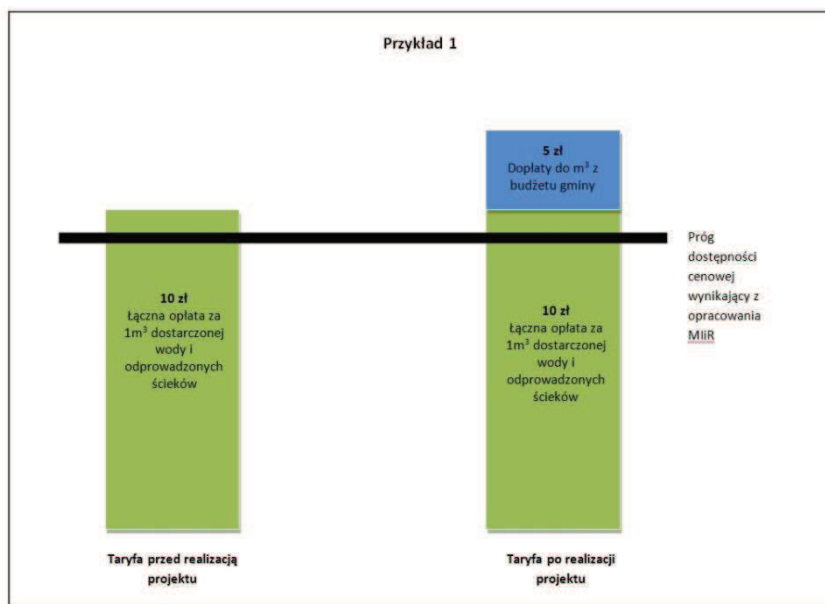 Przykład 1
5 zł
Dopłaty do m³ z
budżetu gminy
10 zł
Łączna opłata za
1m³ dostarczonej
wody i
odprowadzonych
ścieków
10 zł
Łączna opłata za
1m³ dostarczonej
wody i
odprowadzonych
ścieków
Próg
dostępności
cenowej
wynikający z
opracowania
MIiR
Taryfa przed realizacją
projektu
Taryfa po realizacji
projektu